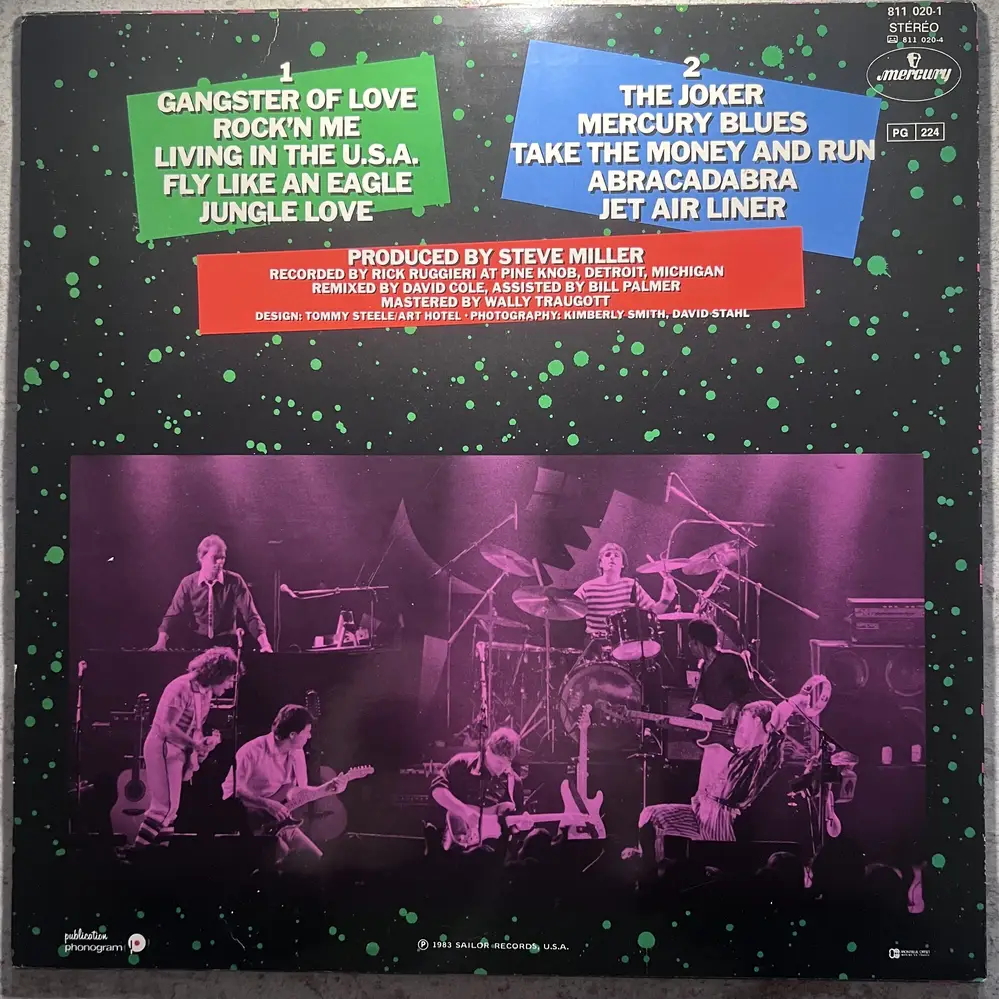 811 020-1
STÉRÉO
811 020-4
mercury
PG 224
1
GANGSTER OF LOVE
ROCK'N ME
LIVING IN THE U.S.A.
FLY LIKE AN EAGLE
JUNGLE LOVE
2
THE JOKER
MERCURY BLUES
TAKE THE MONEY AND RUN
ABRACADABRA
JET AIR LINER
PRODUCED BY STEVE MILLER
RECORDED BY RICK RUGGIERI AT PINE KNOB, DETROIT, MICHIGAN
REMIXED BY DAVID COLE, ASSISTED BY BILL PALMER
MASTERED BY WALLY TRAUGOTT
DESIGN: TOMMY STEELE/ART HOTEL • PHOTOGRAPHY: KIMBERLY SMITH, DAVID STAHL
publication
phonogram
℗ 1983 SAILOR RECORDS, U.S.A.